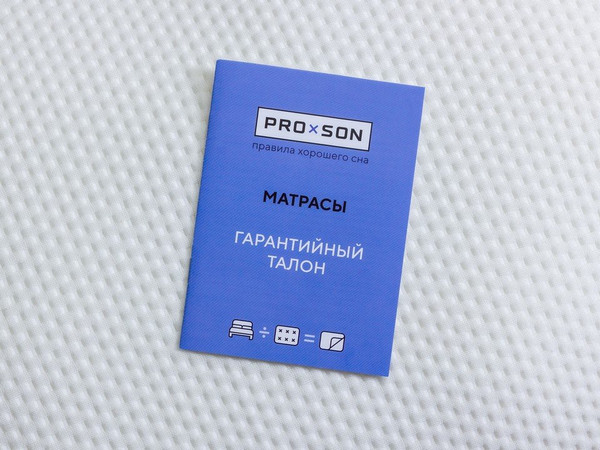 PRO×SON
правила хорошего сна
МАТРАСЫ
ГАРАНТИЙНЫЙ
ТАЛОН